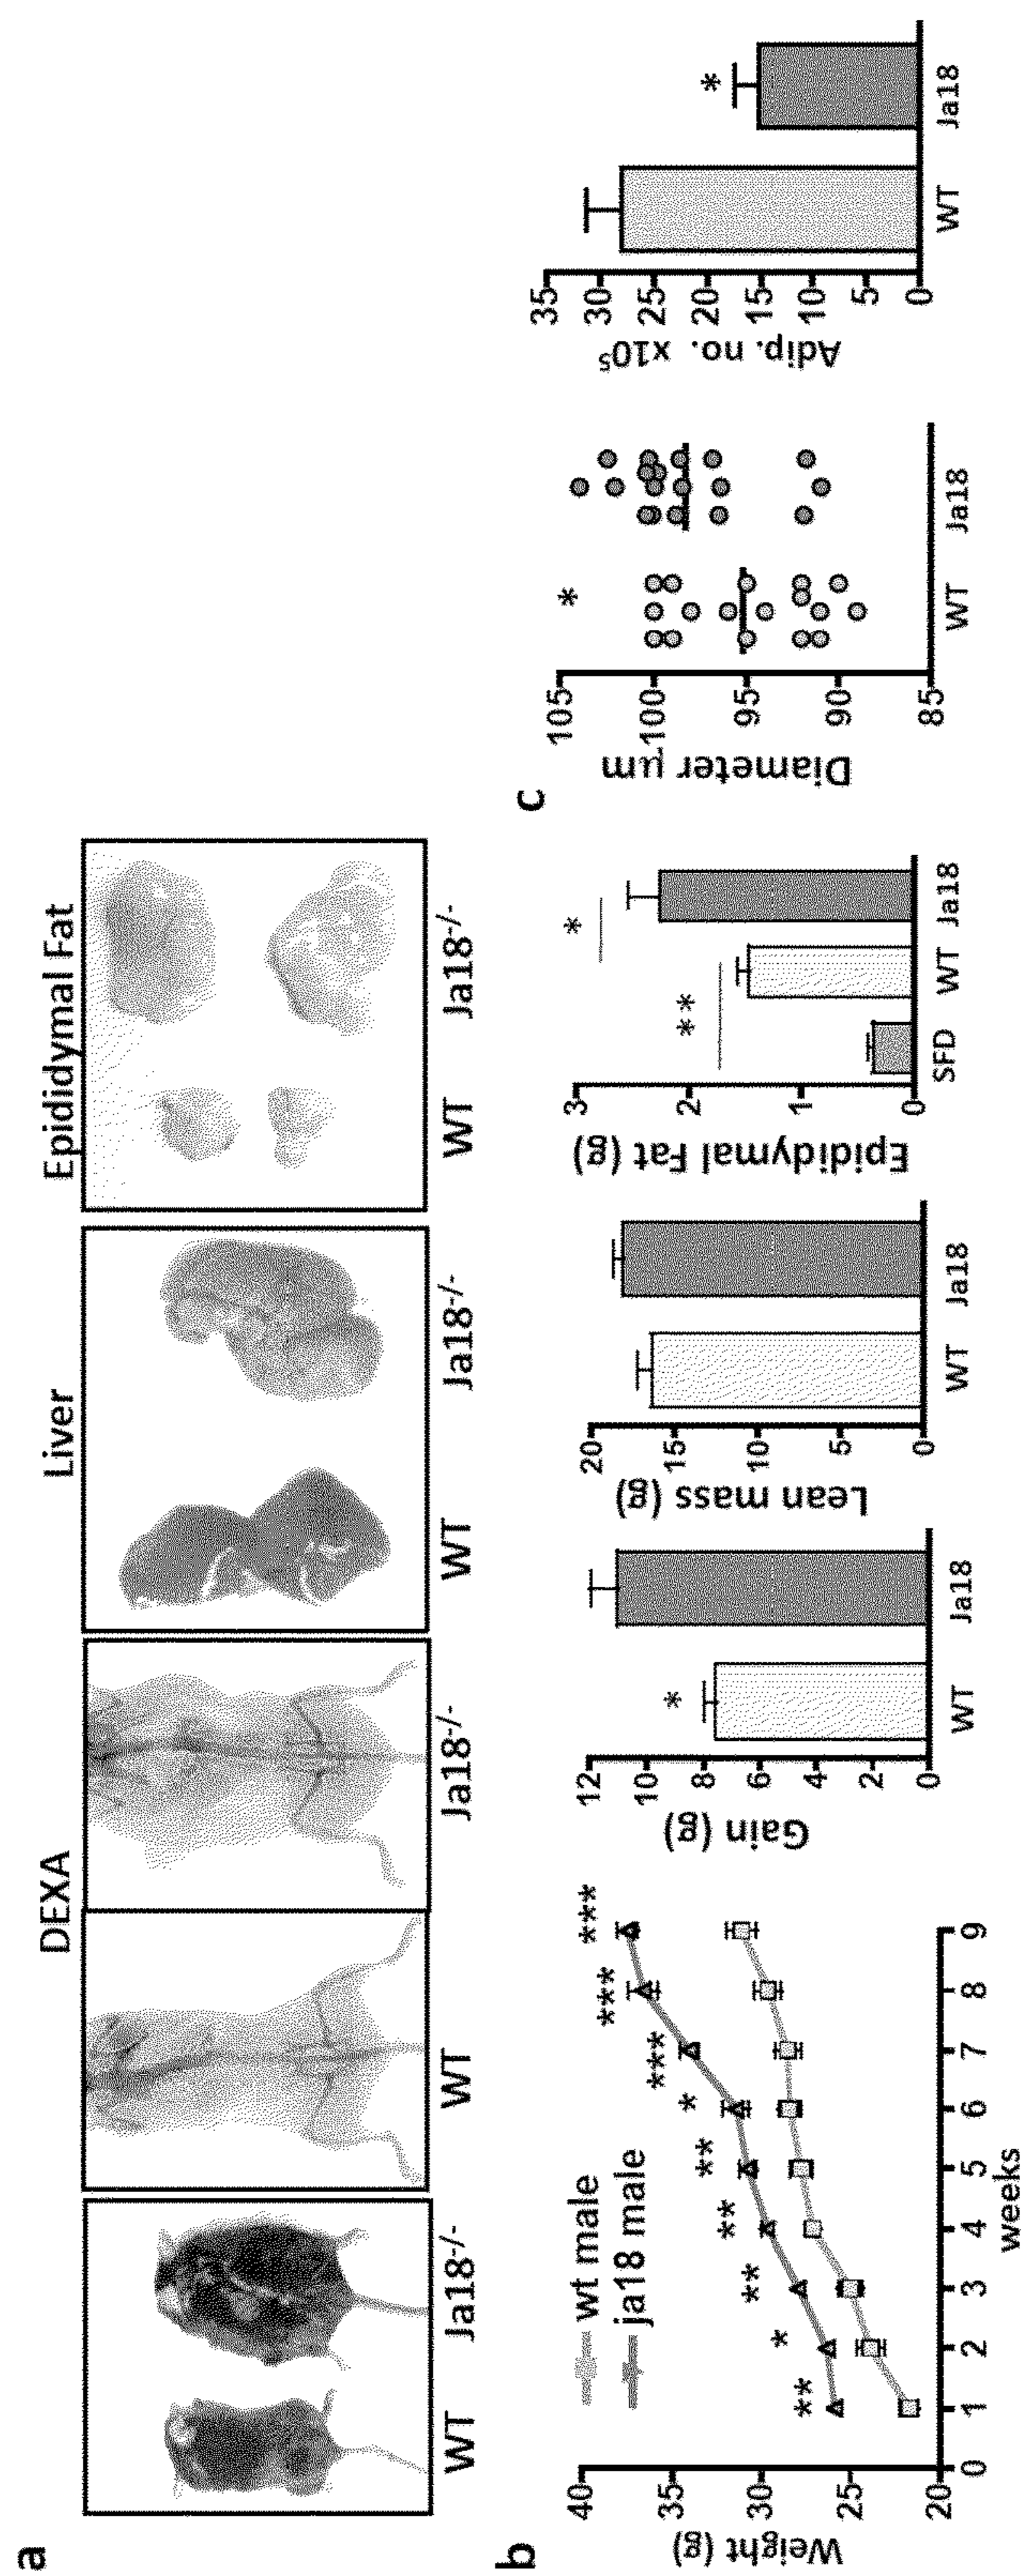 a
DEXA
Liver
Epididymal Fat
WT Ja18-/- WT Ja18-/- WT Ja18-/- WT Ja18-/-
b
Weight (g)
40
35
30
25
20
0 1 2 3 4 5 6 7 8 9
weeks
wt male
ja18 male
** * ** ** ** * *** *** ***
Gain (g)
12
10
8
6
4
2
0
*
WT Ja18
Lean mass (g)
20
15
10
5
0
WT Ja18
Epididymal Fat (g)
3
2
1
0
**
*
SFD WT Ja18
c
Diameter μm
105
100
95
90
85
*
WT Ja18
Adip. no. x10⁵
35
30
25
20
15
10
5
0
*
WT Ja18